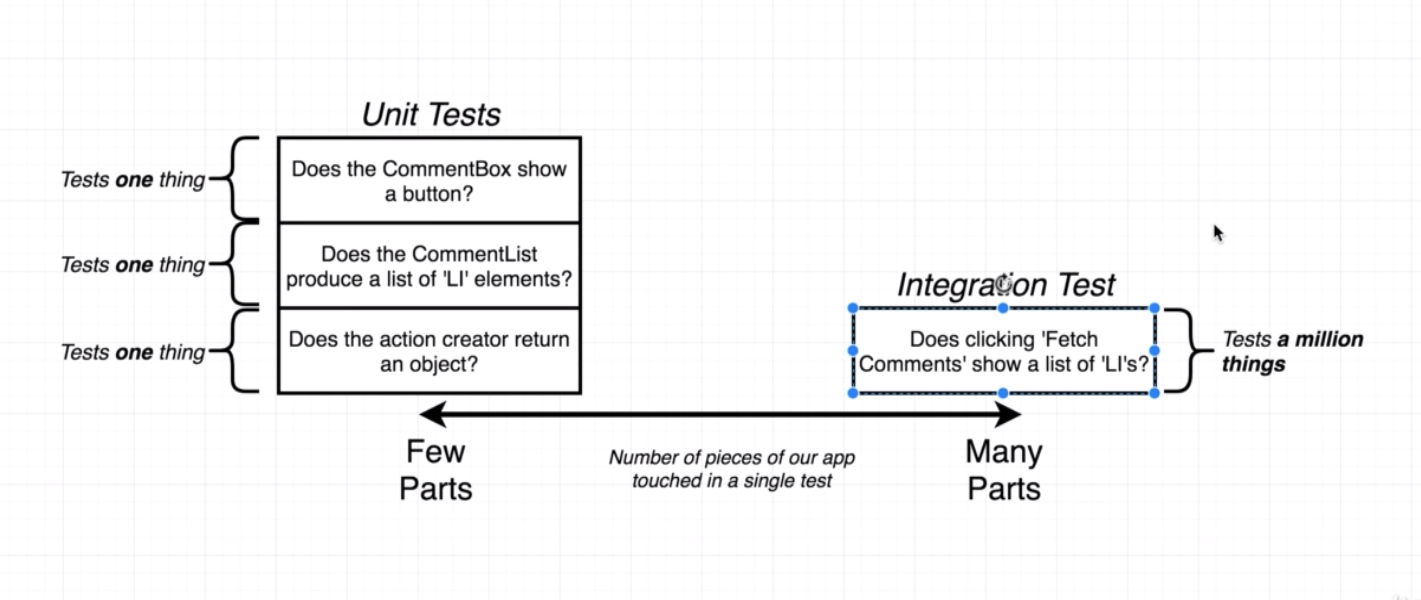 Unit Tests
Tests one thing
Does the CommentBox show
a button?
Tests one thing
Does the CommentList
produce a list of 'LI' elements?
Tests one thing
Does the action creator return
an object?
Integration Test
Does clicking 'Fetch
Comments' show a list of 'LI's?
Tests a million
things
Few
Parts
Number of pieces of our app
touched in a single test
Many
Parts